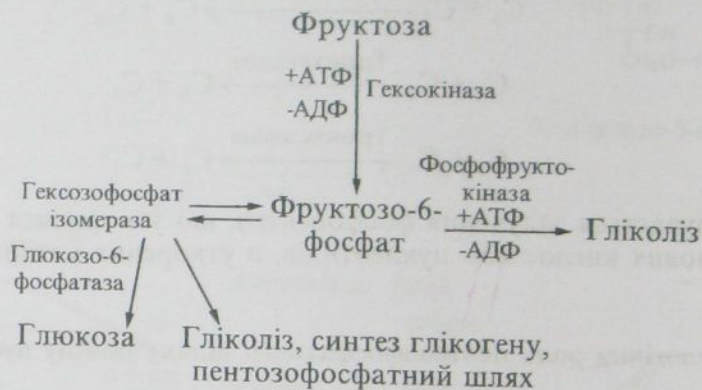 Фруктоза
+АТФ
-АДФ
Гексокіназа
Фосфофрукто-
кіназа
+АТФ
-АДФ
Гексозофосфат
ізомераза
Фруктозо-6-
фосфат
Гліколіз
Глюкозо-6-
фосфатаза
Глюкоза
Гліколіз, синтез глікогену,
пентозофосфатний шлях